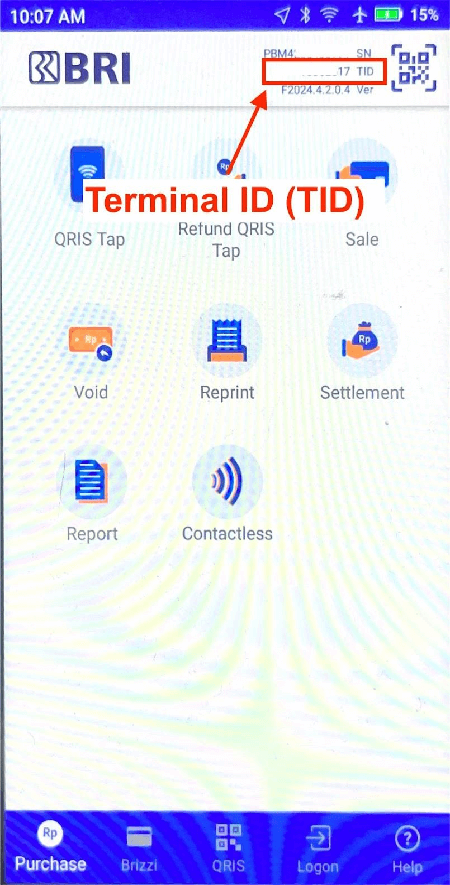 10:07 AM 15%
BRI
PBM4 SN
17 TID
F2024.4.2.0.4 Ver
Terminal ID (TID)
QRIS Tap
Rp
Refund QRIS
Tap
Sale
Rp
Void
Reprint
Rp
Settlement
Report
Contactless
Rp
Purchase
Brizzi
QRIS
Logon
Help